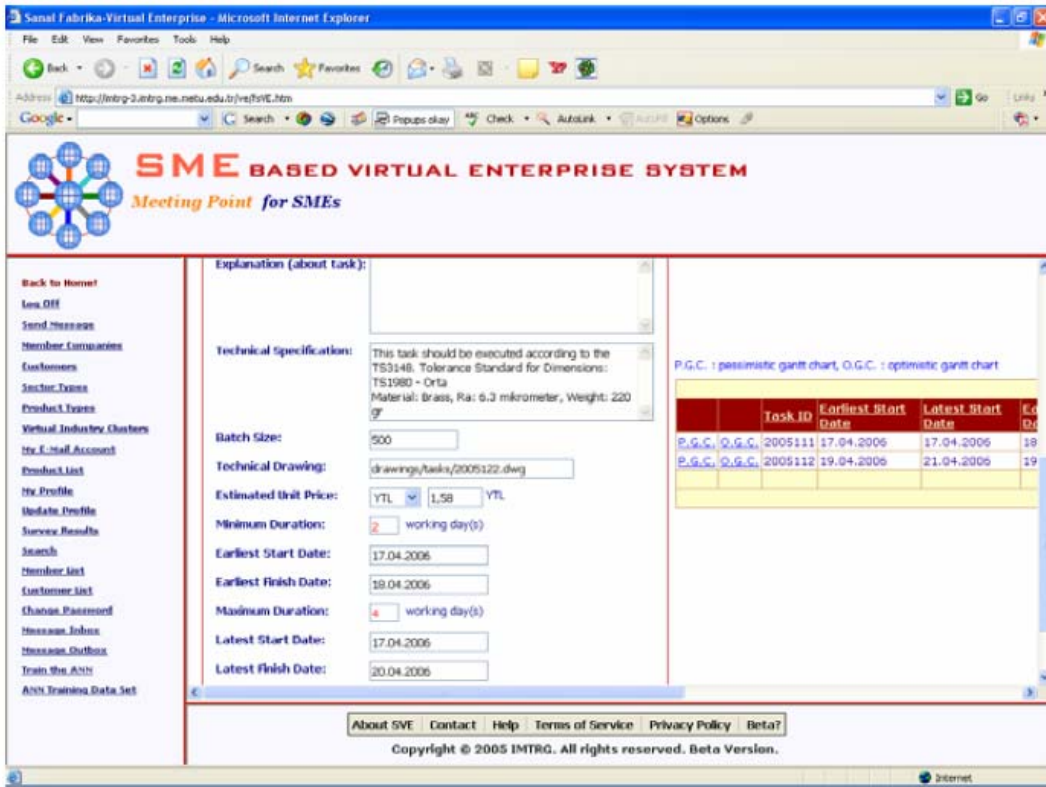 Sanal Fabrika-Virtual Enterprise - Microsoft Internet Explorer
File Edit View Favorites Tools Help
Back Search Favorites
Address http://imtrg-3.imtrg.me.metu.edu.tr/ve/fsVE.htm Go Links
Google Search Popups okay Check AutoLink AutoFill Options
SME BASED VIRTUAL ENTERPRISE SYSTEM
Meeting Point for SMEs
Back to Home!
Log Off
Send Message
Member Companies
Customers
Sector Types
Product Types
Virtual Industry Clusters
My E-Mail Account
Product List
My Profile
Update Profile
Survey Results
Search
Member List
Customer List
Change Password
Message Inbox
Message Outbox
Train the ANN
ANN Training Data Set
Explanation (about task):
Technical Specification:
This task should be executed according to the
TS3148. Tolerance Standard for Dimensions:
TS1980 - Orta
Material: Brass, Ra: 6.3 mikrometer, Weight: 220
gr
Batch Size: 500
Technical Drawing: drawings/tasks/2005122.dwg
Estimated Unit Price: YTL 1,58 YTL
Minimum Duration: 2 working day(s)
Earliest Start Date: 17.04.2006
Earliest Finish Date: 18.04.2006
Maximum Duration: 4 working day(s)
Latest Start Date: 17.04.2006
Latest Finish Date: 20.04.2006
P.G.C. : pessimistic gantt chart, O.G.C. : optimistic gantt chart
Task ID Earliest Start Date Latest Start Date
P.G.C. O.G.C. 2005111 17.04.2006 17.04.2006 18
P.G.C. O.G.C. 2005112 19.04.2006 21.04.2006 19
About SVE Contact Help Terms of Service Privacy Policy Beta?
Copyright © 2005 IMTRG. All rights reserved. Beta Version.
Internet